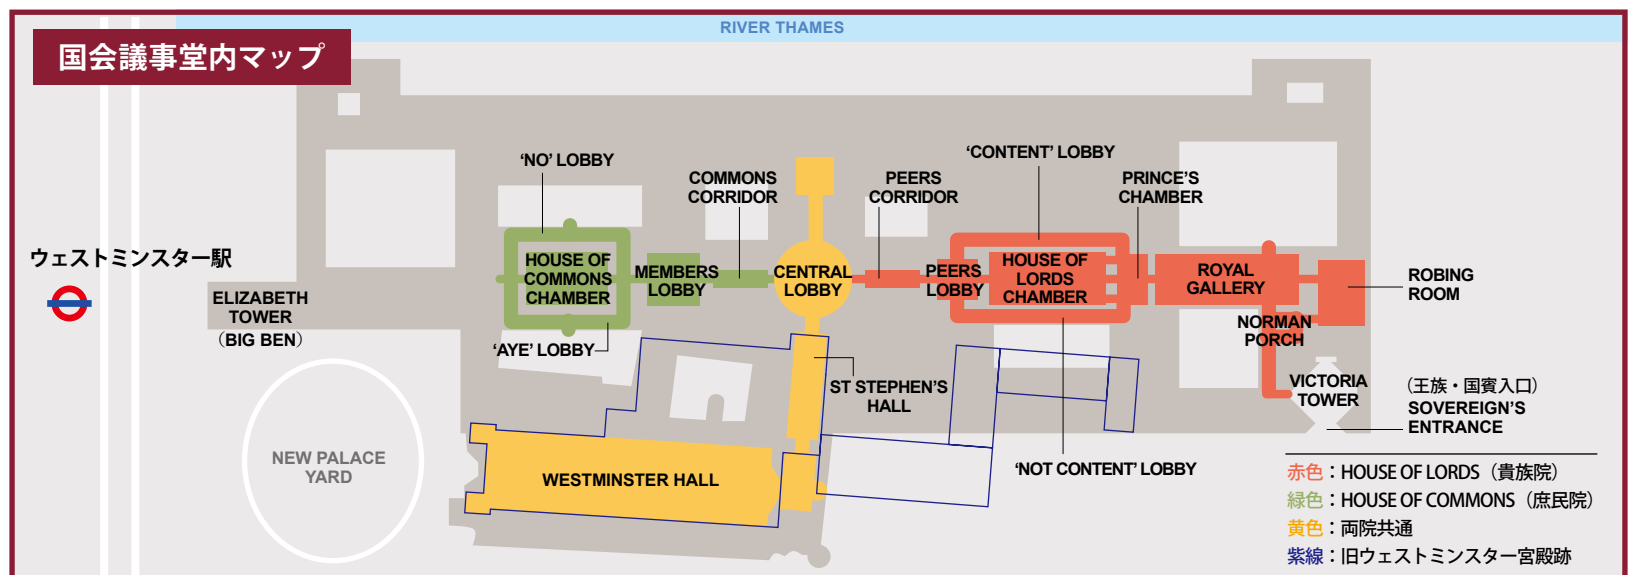 RIVER THAMES
国会議事堂内マップ
‘NO’ LOBBY
COMMONS
CORRIDOR
PEERS
CORRIDOR
‘CONTENT’ LOBBY
PRINCE’S
CHAMBER
ウェストミンスター駅
ELIZABETH
TOWER
（BIG BEN）
HOUSE OF
COMMONS
CHAMBER
MEMBERS
LOBBY
CENTRAL
LOBBY
PEERS
LOBBY
HOUSE OF
LORDS
CHAMBER
ROYAL
GALLERY
ROBING
ROOM
NORMAN
PORCH
‘AYE’ LOBBY
ST STEPHEN’S
HALL
VICTORIA
TOWER
（王族・国賓入口）
SOVEREIGN’S
ENTRANCE
NEW PALACE
YARD
WESTMINSTER HALL
‘NOT CONTENT’ LOBBY
赤色：HOUSE OF LORDS（貴族院）
緑色：HOUSE OF COMMONS（庶民院）
黄色：両院共通
紫線：旧ウェストミンスター宮殿跡